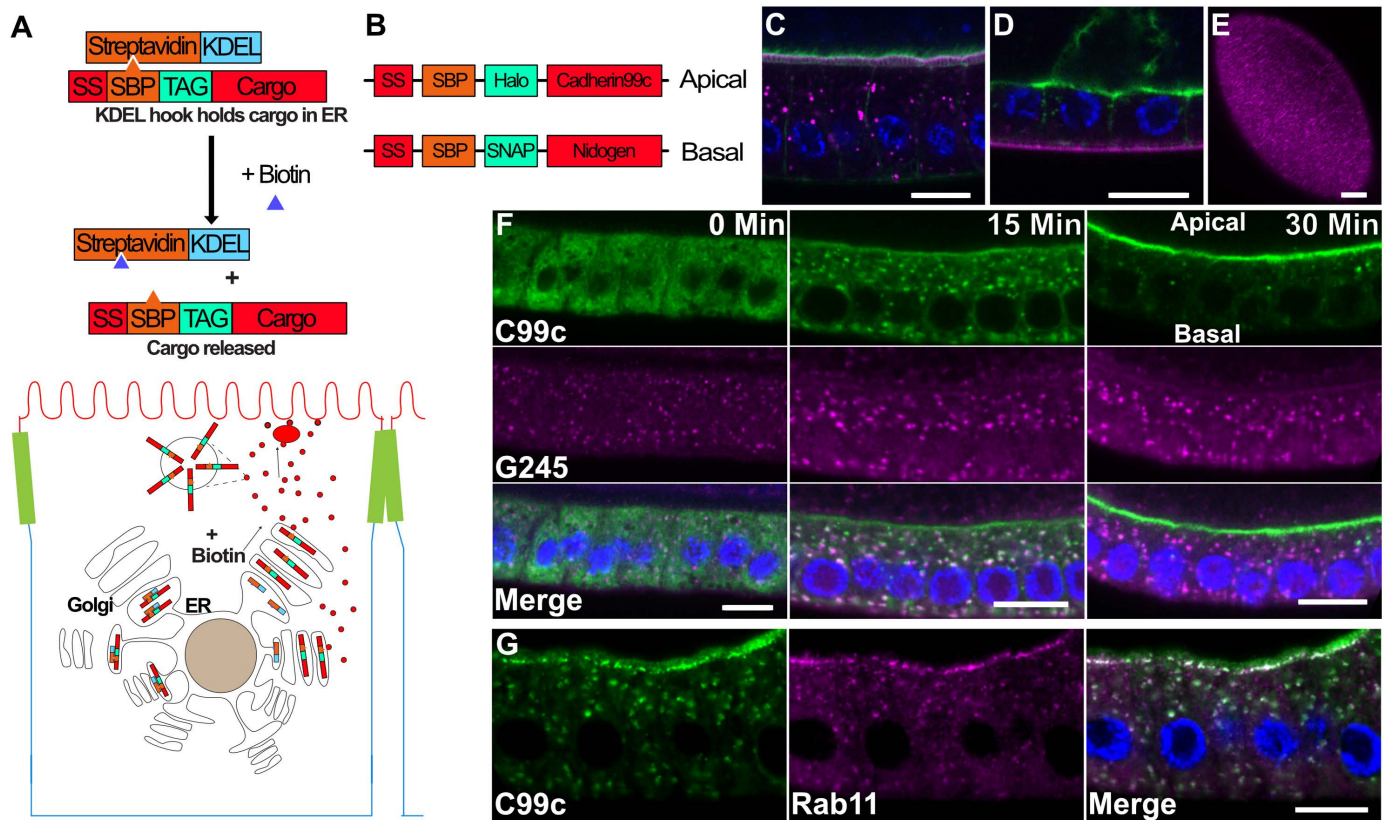 A
Streptavidin KDEL
SS SBP TAG Cargo
KDEL hook holds cargo in ER
+ Biotin
Streptavidin KDEL
+
SS SBP TAG Cargo
Cargo released
+
Biotin
Golgi
ER
B
SS SBP Halo Cadherin99c Apical
SS SBP SNAP Nidogen Basal
C
D
E
F
0 Min
15 Min
Apical
30 Min
C99c
Basal
G245
Merge
G
C99c
Rab11
Merge